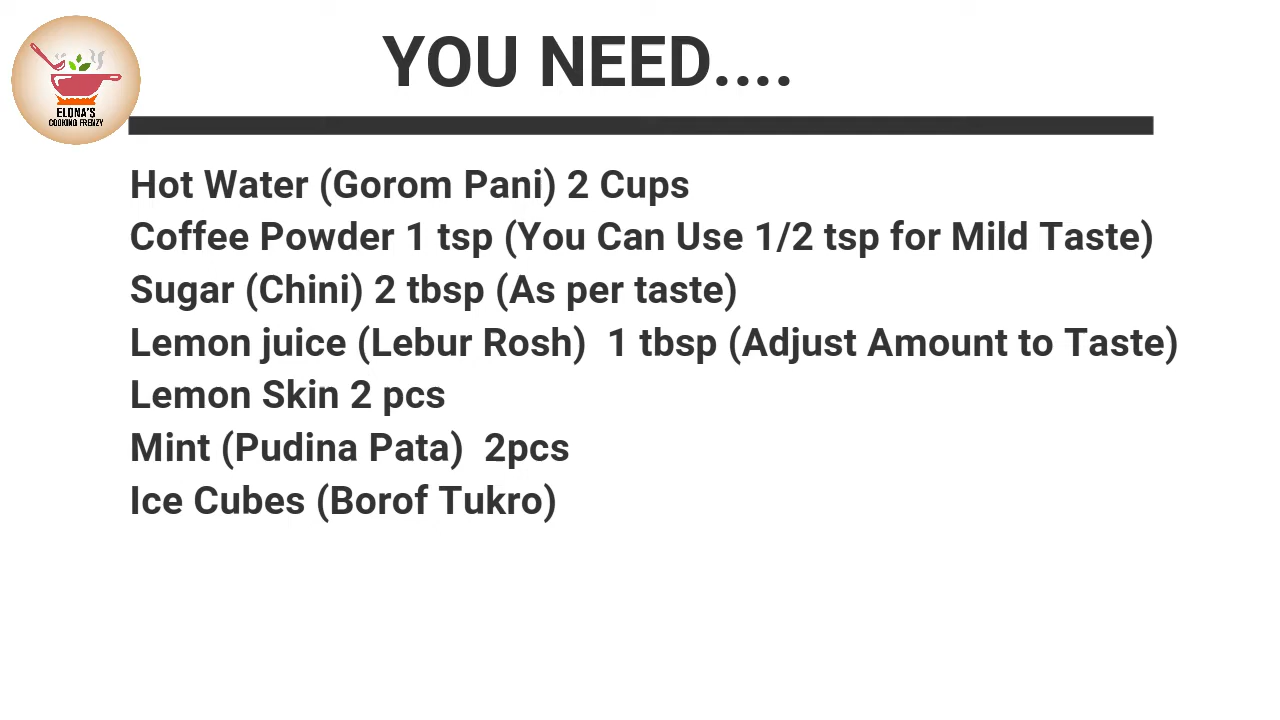 YOU NEED....
ELONA'S
COOKING FRENZY
Hot Water (Gorom Pani) 2 Cups
Coffee Powder 1 tsp (You Can Use 1/2 tsp for Mild Taste)
Sugar (Chini) 2 tbsp (As per taste)
Lemon juice (Lebur Rosh)  1 tbsp (Adjust Amount to Taste)
Lemon Skin 2 pcs
Mint (Pudina Pata)  2pcs
Ice Cubes (Borof Tukro)